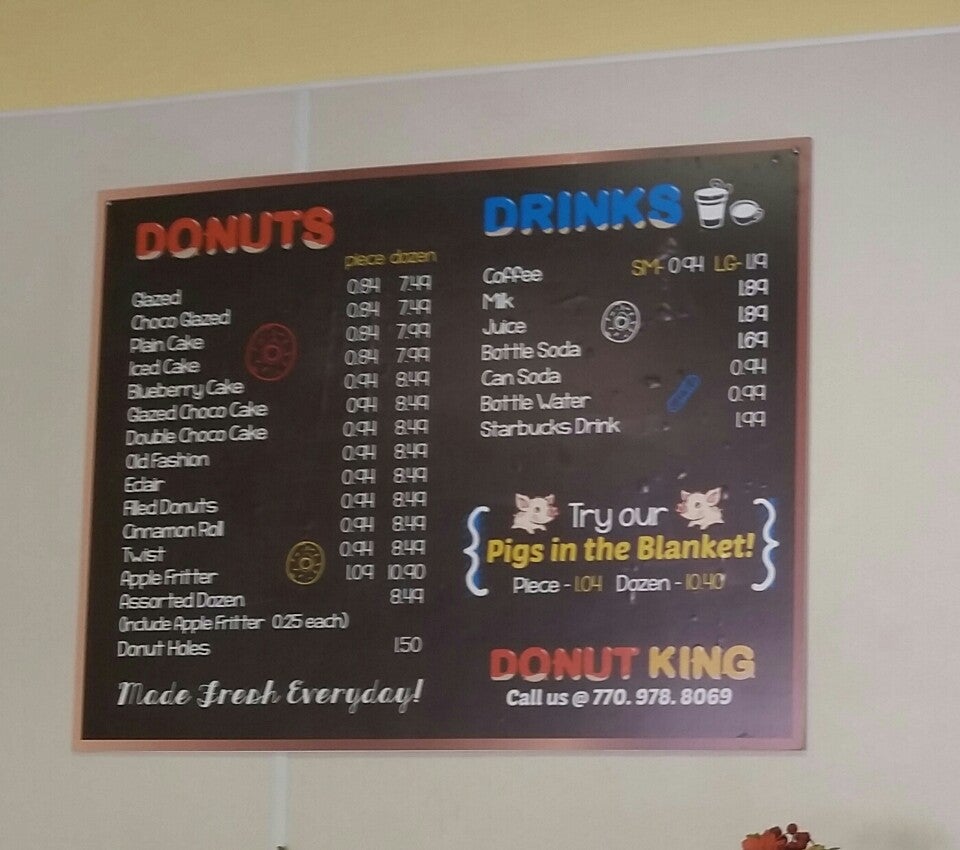 DONUTS
piece dozen
Glazed 0.84 7.49
Choco Glazed 0.84 7.49
Plain Cake 0.84 7.99
Iced Cake 0.84 7.99
Blueberry Cake 0.94 8.49
Glazed Choco Cake 0.94 8.49
Double Choco Cake 0.94 8.49
Old Fashion 0.94 8.49
Eclair 0.94 8.49
Filled Donuts 0.94 8.49
Cinnamon Roll 0.94 8.49
Twist 0.94 8.49
Apple Fritter 1.09 10.90
Assorted Dozen 8.49
(Include Apple Fritter 0.25 each)
Donut Holes 1.50
Made Fresh Everyday!
DRINKS
Coffee SM- 0.94 LG- 1.19
Milk 1.89
Juice 1.89
Bottle Soda 1.69
Can Soda 0.94
Bottle Water 0.99
Starbucks Drink 1.99
Try our
Pigs in the Blanket!
Piece - 1.04 Dozen - 10.40
DONUT KING
Call us @ 770. 978. 8069